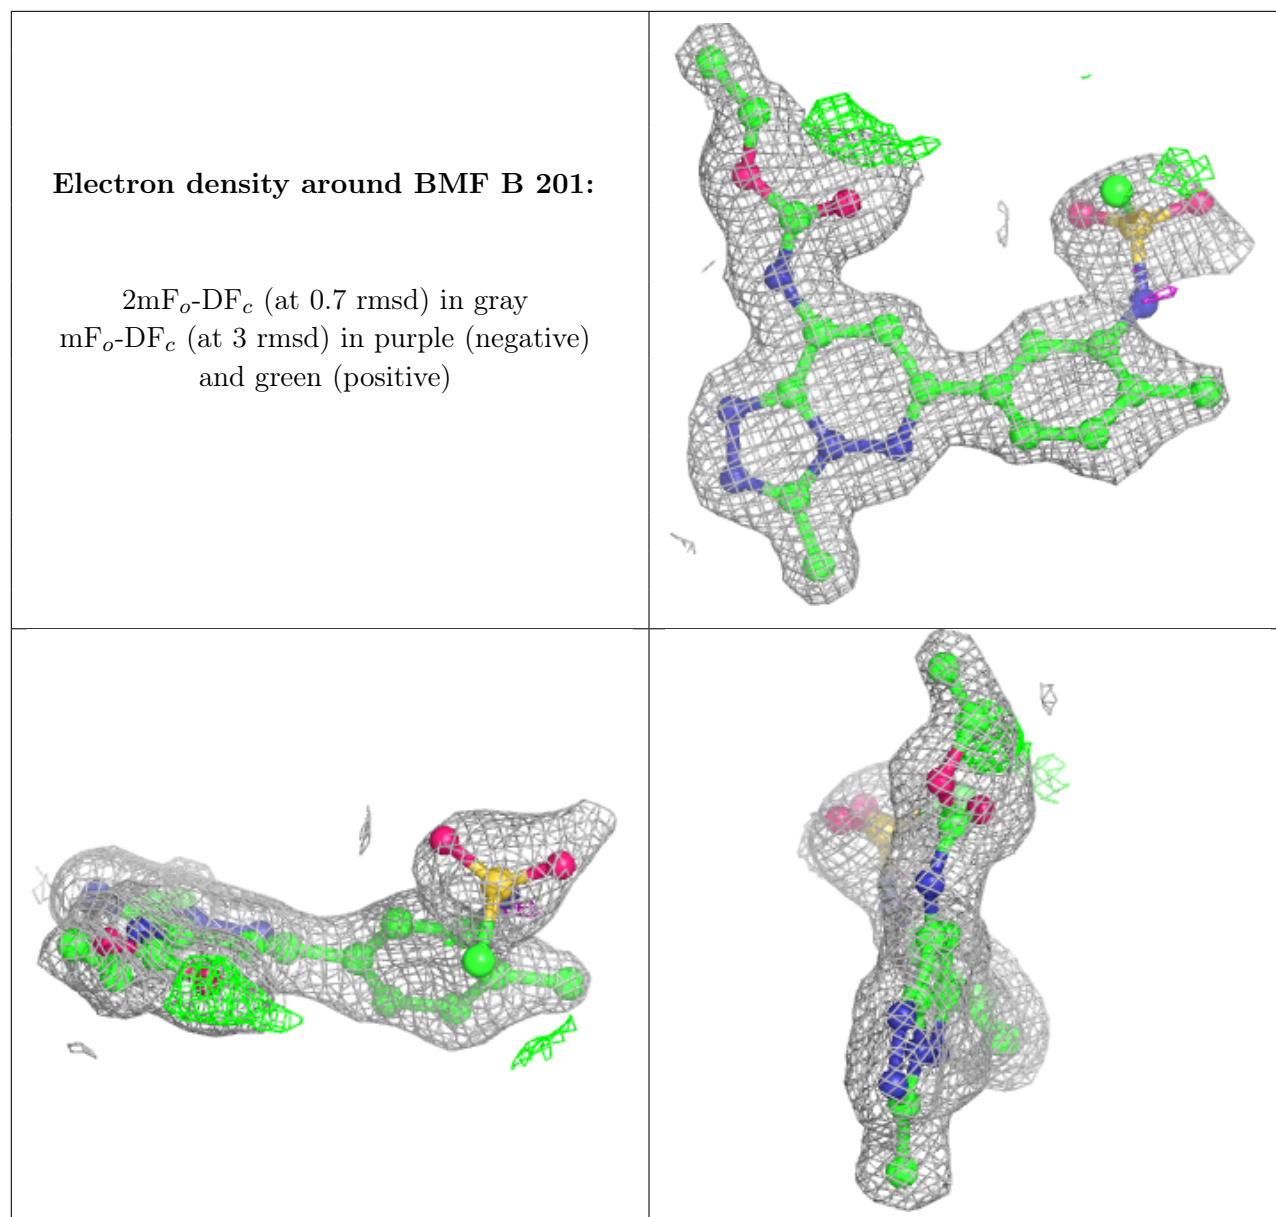 Electron density around BMF B 201:
2mFo-DFc (at 0.7 rmsd) in gray
mFo-DFc (at 3 rmsd) in purple (negative)
and green (positive)